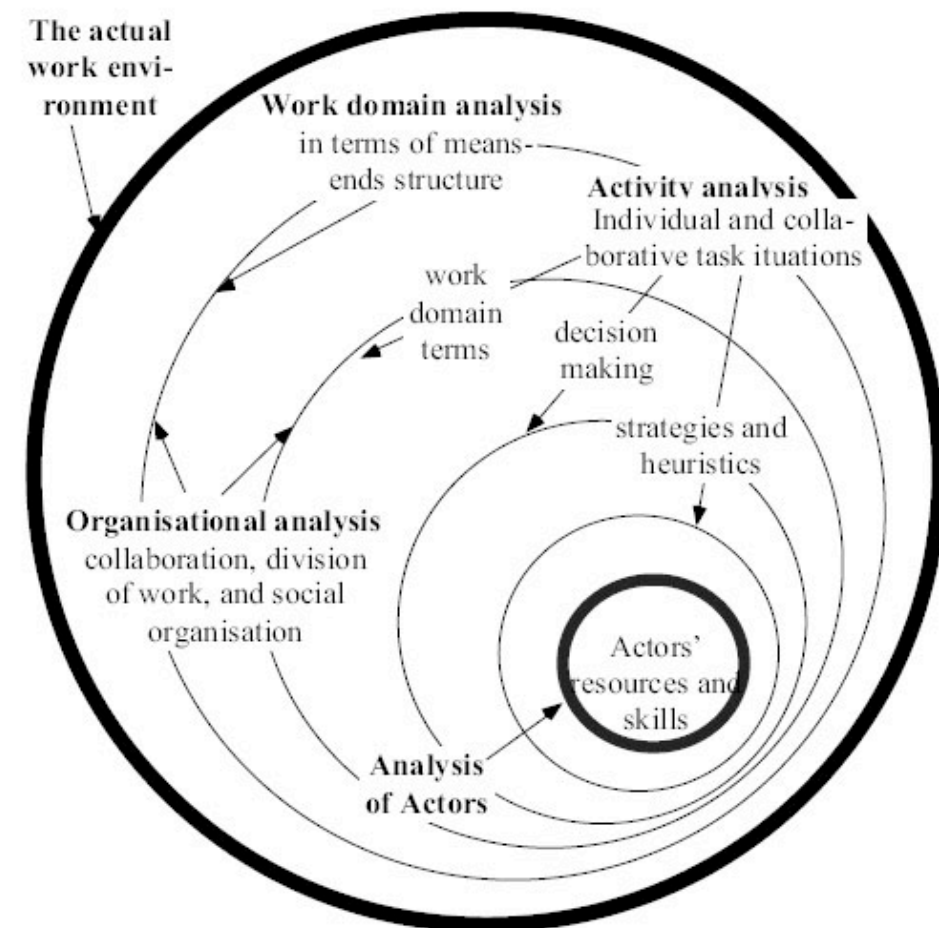 The actual
work envi-
ronment
Work domain analysis
in terms of means-
ends structure
Activity analysis
Individual and colla-
borative task ituations
work
domain
terms
decision
making
strategies and
heuristics
Organisational analysis
collaboration, division
of work, and social
organisation
Actors’
resources and
skills
Analysis
of Actors